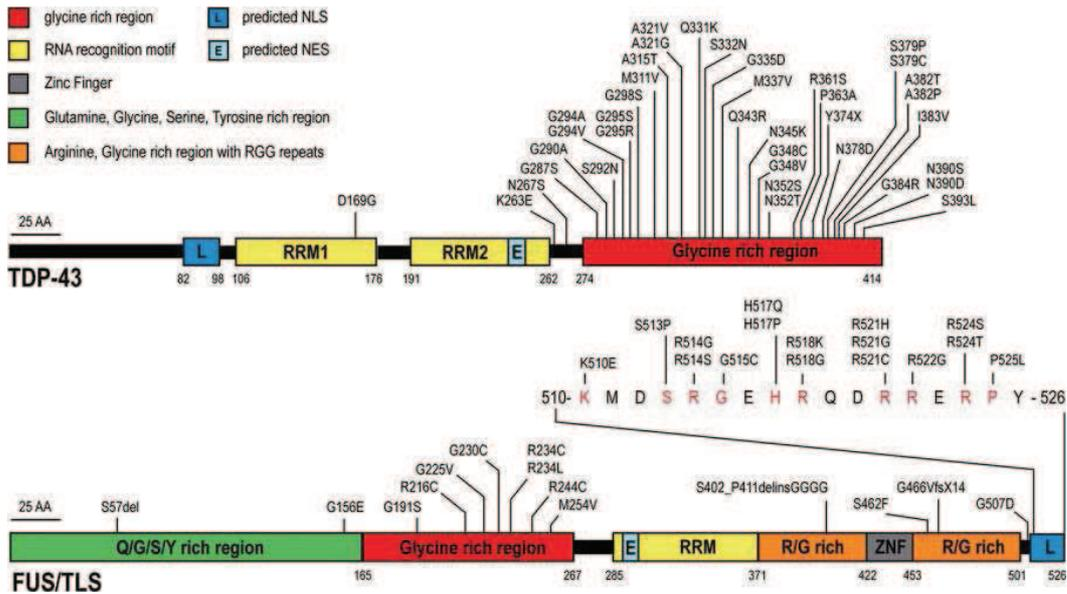 glycine rich region
L predicted NLS
RNA recognition motif
E predicted NES
Zinc Finger
Glutamine, Glycine, Serine, Tyrosine rich region
Arginine, Glycine rich region with RGG repeats
A321V
A321G
A315T
M311V
G298S
Q331K
S332N
G335D
M337V
Q343R
G294A
G294V
G295S
G295R
G290A
G287S
S292N
N267S
K263E
N345K
G348C
G348V
N352S
N352T
R361S
P363A
Y374X
N378D
S379P
S379C
A382T
A382P
I383V
G384R
N390S
N390D
S393L
D169G
25 AA
L RRM1 RRM2 E Glycine rich region
TDP-43
82 98 106 176 191 262 274 414
H517Q
H517P
S513P
R514G
R514S
K510E
G515C
R518K
R518G
R521H
R521G
R521C
R522G
R524S
R524T
P525L
510- K M D S R G E H R Q D R R E R P Y - 526
G230C
G225V
R216C
G191S
R234C
R234L
R244C
M254V
S402_P411delinsGGGG
S462F
G466VfsX14
G507D
25 AA
S57del
G156E
Q/G/S/Y rich region Glycine rich region E RRM R/G rich ZNF R/G rich L
FUS/TLS
165 267 285 371 422 453 501 526